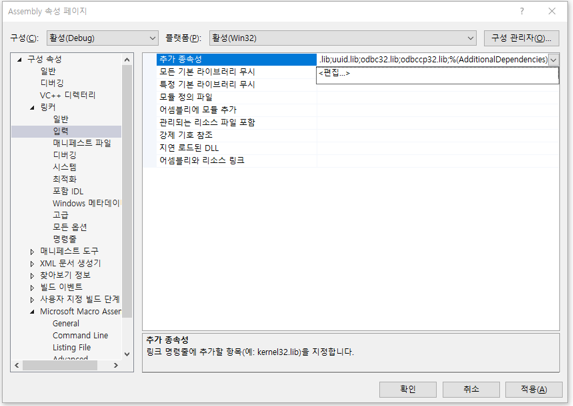 Assembly 속성 페이지
구성(C): 활성(Debug) 플랫폼(P): 활성(Win32) 구성 관리자(O)...
구성 속성
일반
디버깅
VC++ 디렉터리
링커
일반
입력
매니페스트 파일
디버깅
시스템
최적화
포함 IDL
Windows 메타데이
고급
모든 옵션
명령줄
매니페스트 도구
XML 문서 생성기
찾아보기 정보
빌드 이벤트
사용자 지정 빌드 단계
Microsoft Macro Assem
General
Command Line
Listing File
Advanced
추가 종속성 .lib;uuid.lib;odbc32.lib;odbccp32.lib;%(AdditionalDependencies)
모든 기본 라이브러리 무시 <편집...>
특정 기본 라이브러리 무시
모듈 정의 파일
어셈블리에 모듈 추가
관리되는 리소스 파일 포함
강제 기호 참조
지연 로드된 DLL
어셈블리와 리소스 링크
추가 종속성
링크 명령줄에 추가할 항목(예: kernel32.lib)을 지정합니다.
확인 취소 적용(A)